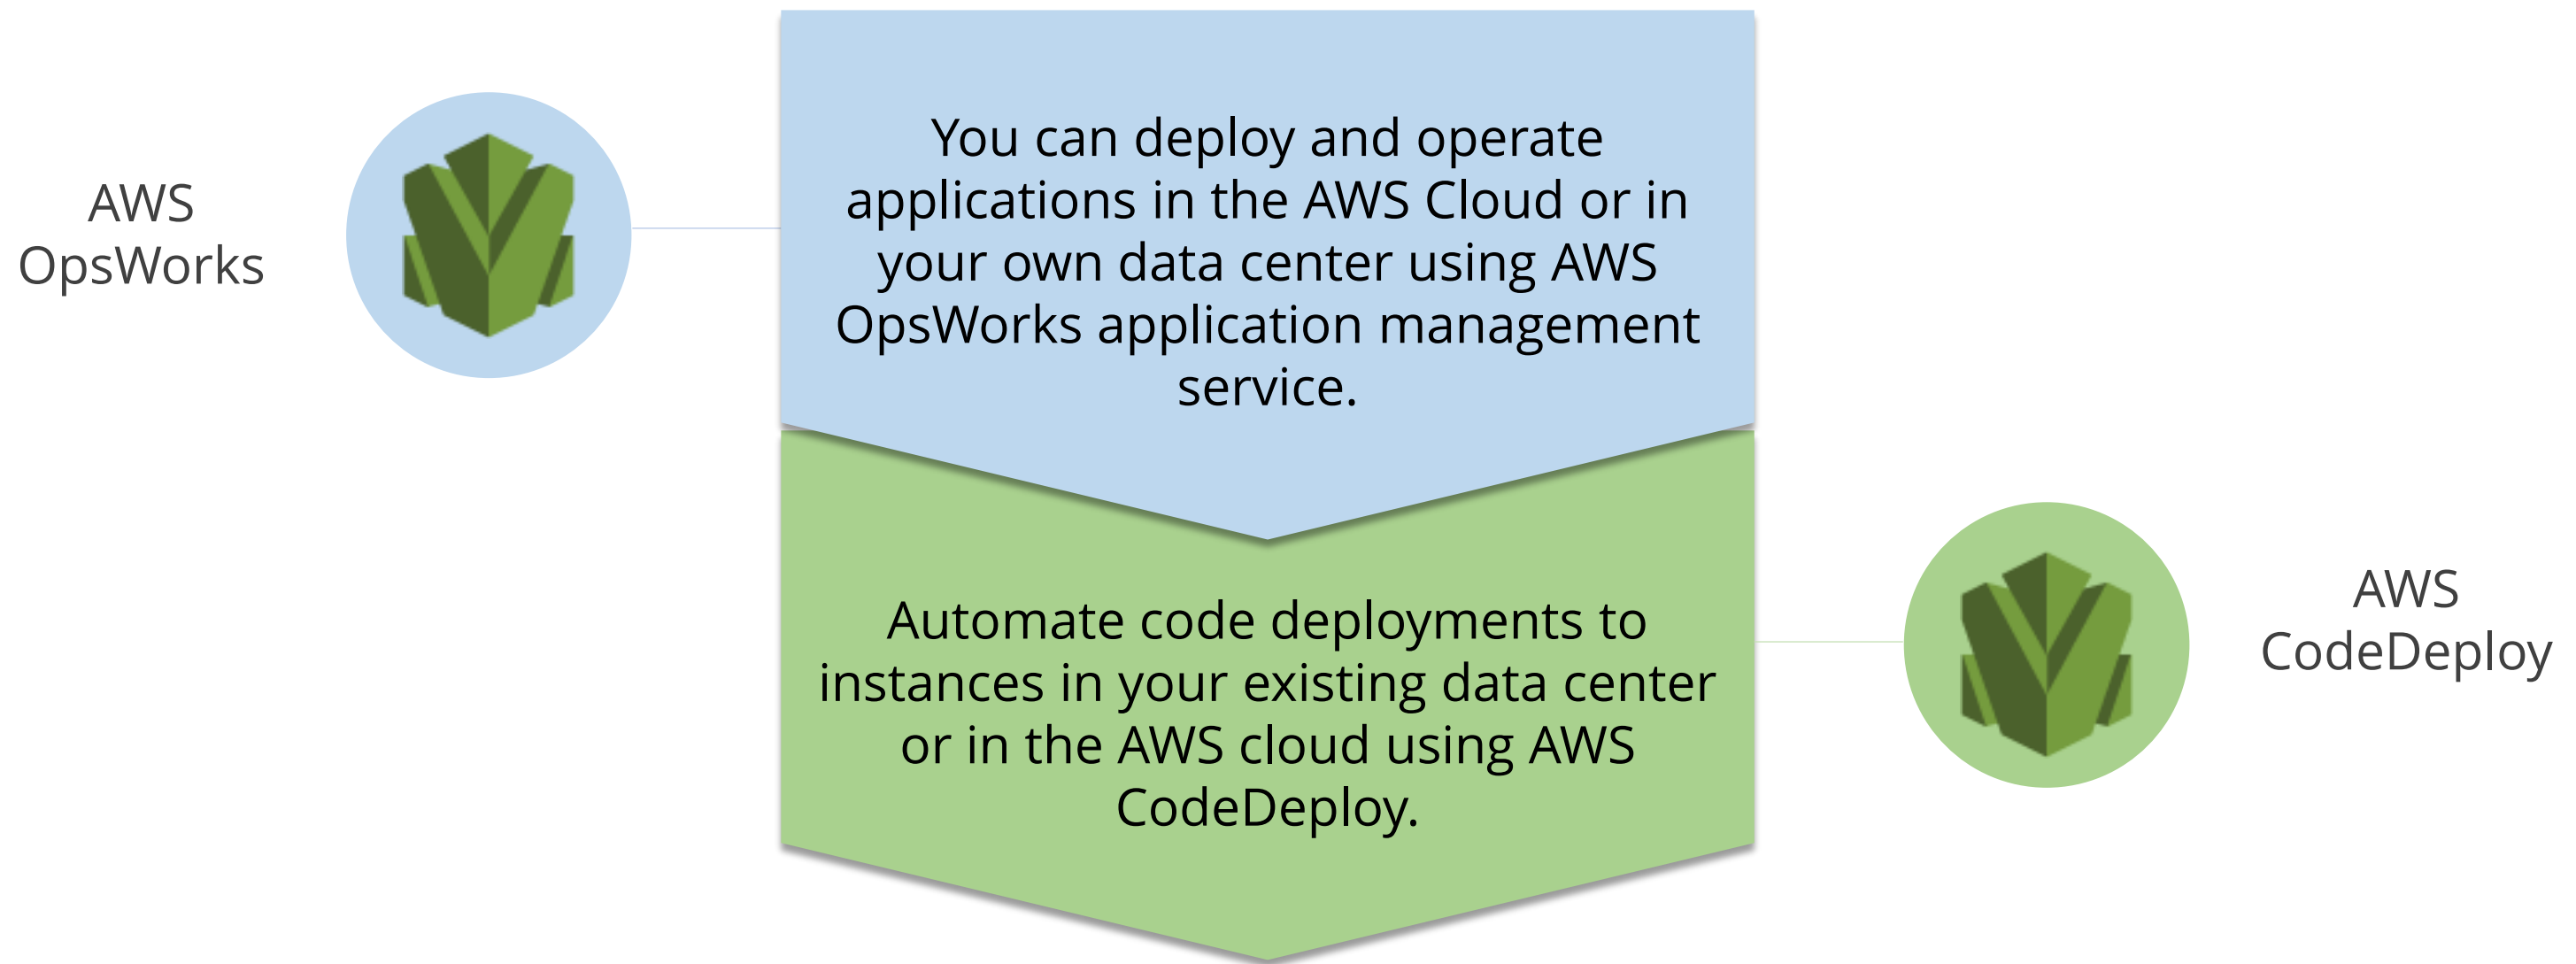 AWS
OpsWorks
You can deploy and operate
applications in the AWS Cloud or in
your own data center using AWS
OpsWorks application management
service.
Automate code deployments to
instances in your existing data center
or in the AWS cloud using AWS
CodeDeploy.
AWS
CodeDeploy